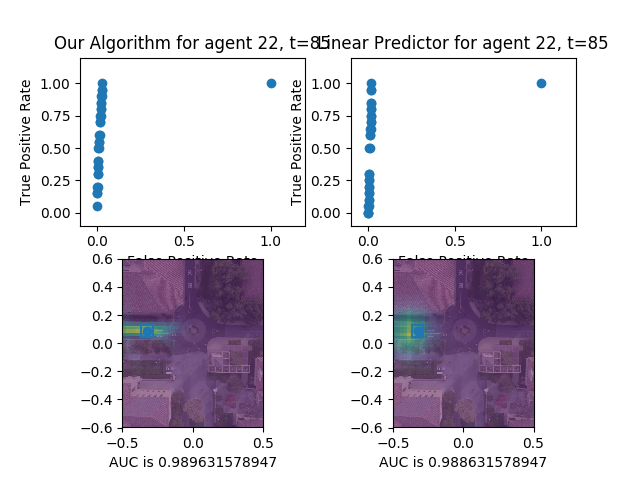 Our Algorithm for agent 22, t=85
Linear Predictor for agent 22, t=85
True Positive Rate
1.00
0.75
0.50
0.25
0.00
0.0 0.5 1.0
False Positive Rate
True Positive Rate
1.00
0.75
0.50
0.25
0.00
0.0 0.5 1.0
False Positive Rate
0.6
0.4
0.2
0.0
−0.2
−0.4
−0.6
−0.5 0.0 0.5
AUC is 0.989631578947
0.6
0.4
0.2
0.0
−0.2
−0.4
−0.6
−0.5 0.0 0.5
AUC is 0.988631578947